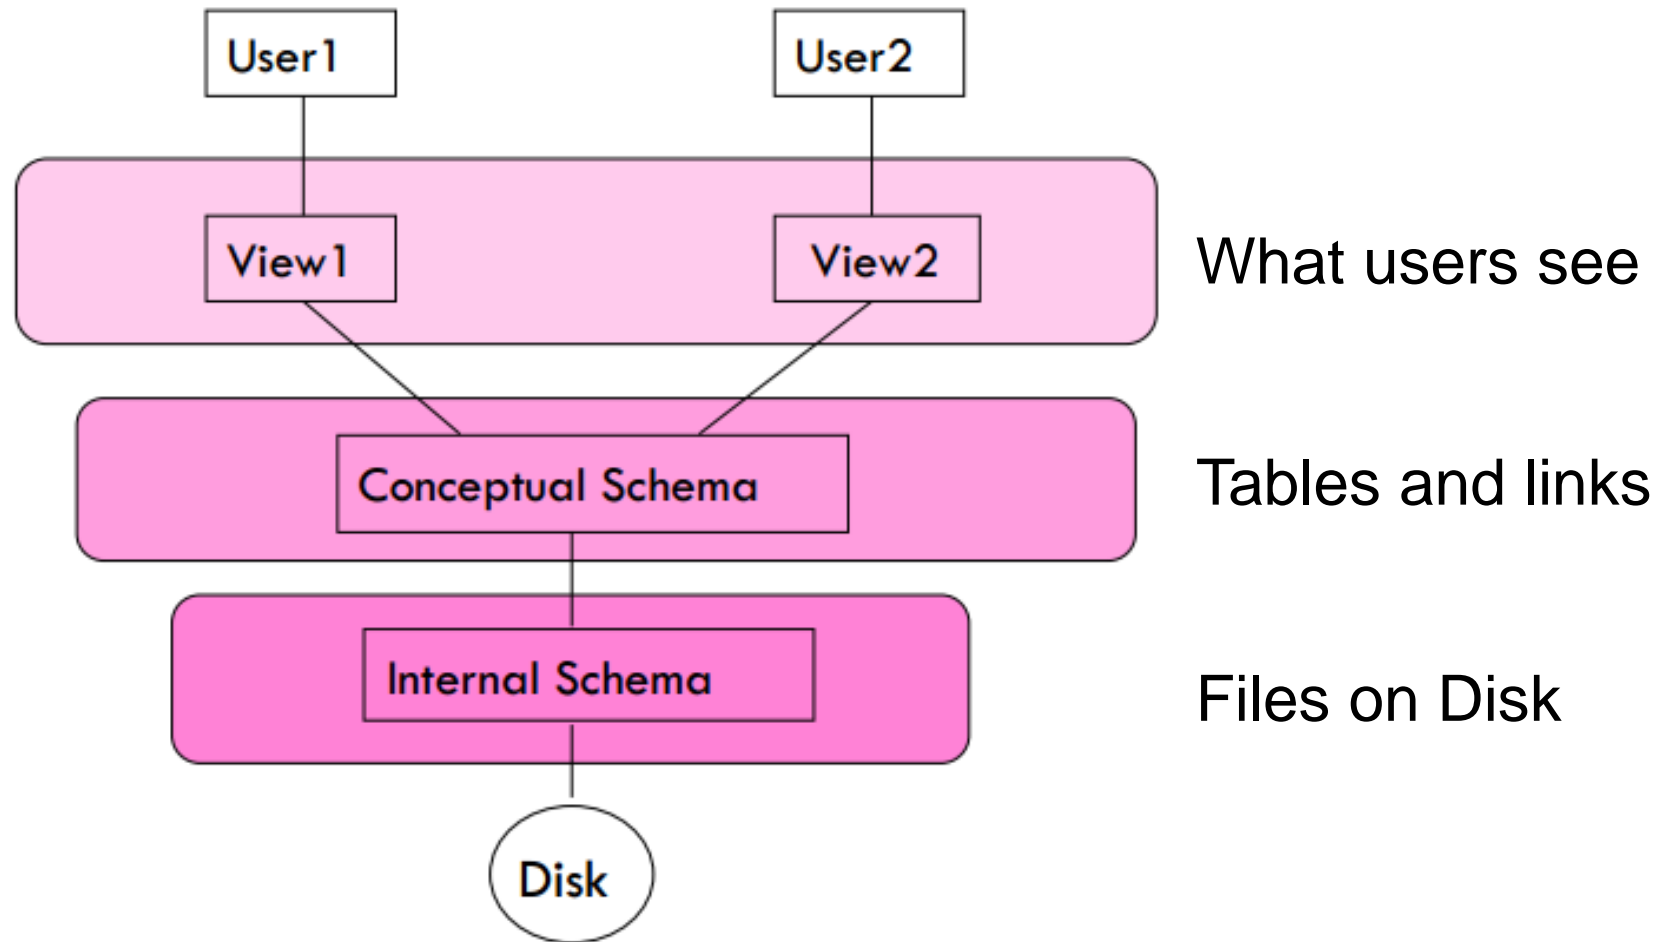 User1
User2
View1
View2
What users see
Conceptual Schema
Tables and links
Internal Schema
Files on Disk
Disk